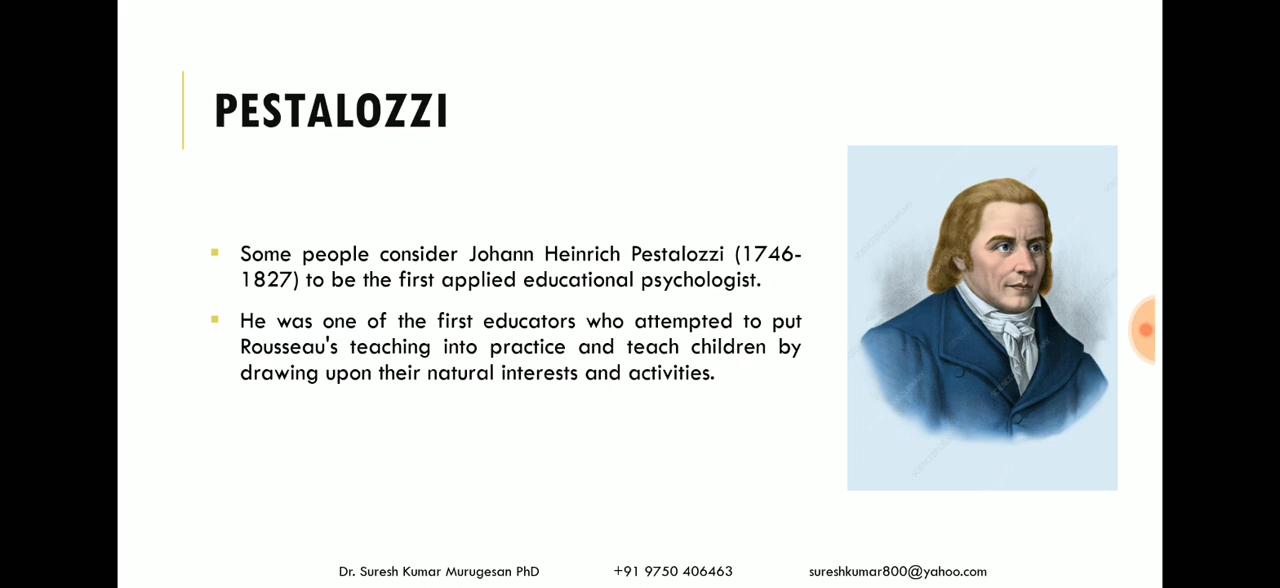 PESTALOZZI
Some people consider Johann Heinrich Pestalozzi (1746-
1827) to be the first applied educational psychologist.
He was one of the first educators who attempted to put
Rousseau's teaching into practice and teach children by
drawing upon their natural interests and activities.
Dr. Suresh Kumar Murugesan PhD +91 9750 406463 sureshkumar800@yahoo.com